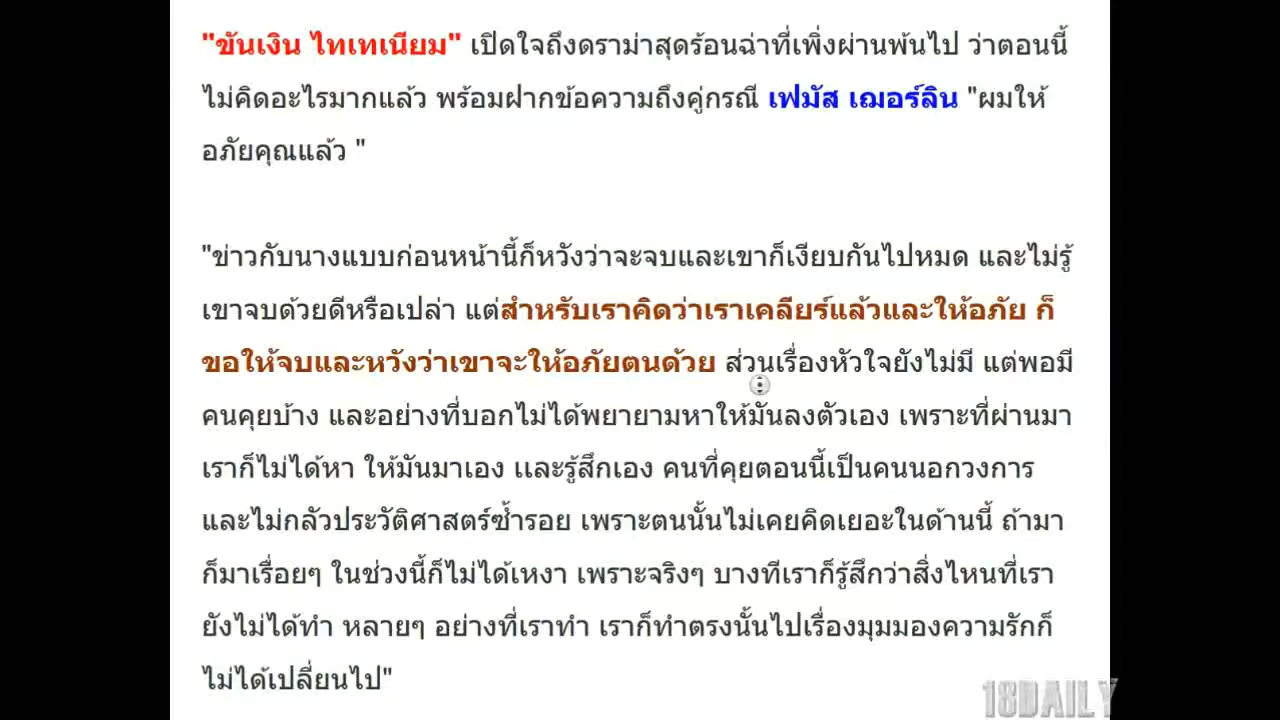 "ขันเงิน ไทเทเนียม" เปิดใจถึงดราม่าสุดร้อนฉ่าที่เพิ่งผ่านพ้นไป ว่าตอนนี้
ไม่คิดอะไรมากแล้ว พร้อมฝากข้อความถึงคู่กรณี เฟมัส เฌอร์ลิน "ผมให้
อภัยคุณแล้ว "
"ข่าวกับนางแบบก่อนหน้านี้ก็หวังว่าจะจบและเขาก็เงียบกันไปหมด และไม่รู้
เขาจบด้วยดีหรือเปล่า แต่สำหรับเราคิดว่าเราเคลียร์แล้วและให้อภัย ก็
ขอให้จบและหวังว่าเขาจะให้อภัยตนด้วย ส่วนเรื่องหัวใจยังไม่มี แต่พอมี
คนคุยบ้าง และอย่างที่บอกไม่ได้พยายามหาให้มันลงตัวเอง เพราะที่ผ่านมา
เราก็ไม่ได้หา ให้มันมาเอง และรู้สึกเอง คนที่คุยตอนนี้เป็นคนนอกวงการ
และไม่กลัวประวัติศาสตร์ซ้ำรอย เพราะตนนั้นไม่เคยคิดเยอะในด้านนี้ ถ้ามา
ก็มาเรื่อยๆ ในช่วงนี้ก็ไม่ได้เหงา เพราะจริงๆ บางทีเราก็รู้สึกว่าสิ่งไหนที่เรา
ยังไม่ได้ทำ หลายๆ อย่างที่เราทำ เราก็ทำตรงนั้นไปเรื่องมุมมองความรักก็
ไม่ได้เปลี่ยนไป"
18DAILY